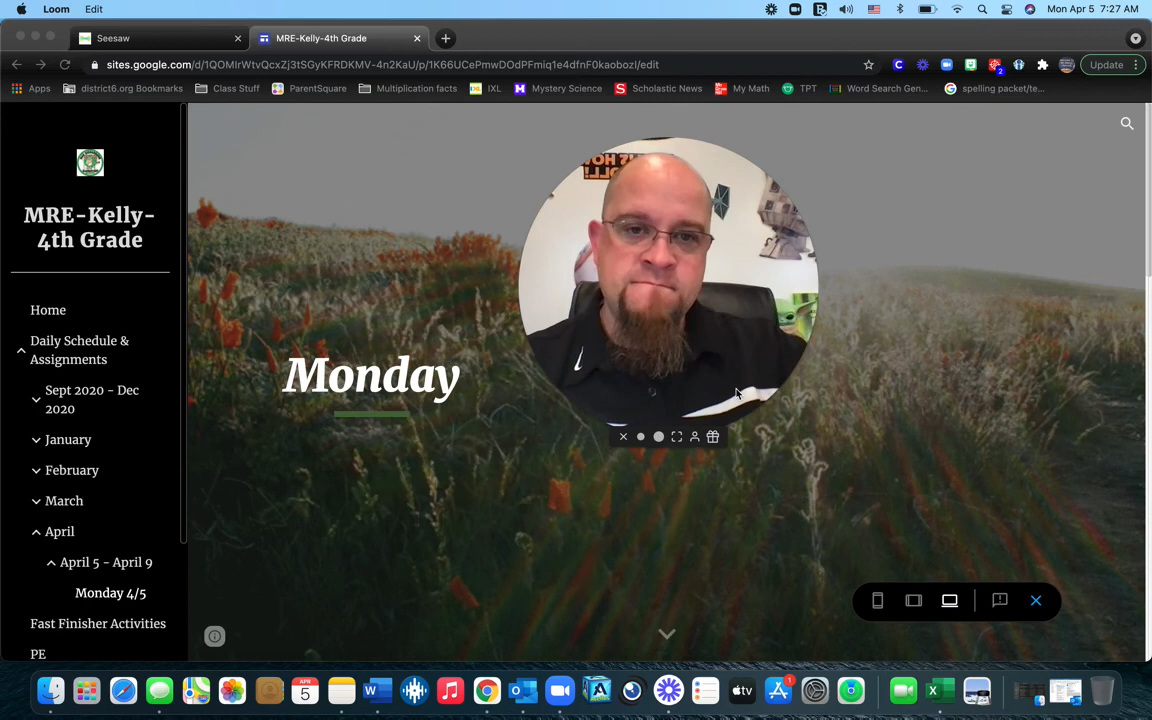 Loom Edit Mon Apr 5 7:27 AM
Seesaw MRE-Kelly-4th Grade
sites.google.com/d/1QOMIrWtvQcxZj3tSGyKFRDKMV-4n2KaU/p/1K66UCePmwDOdPFmiq1e4dfnF0kaobozI/edit Update
Apps district6.org Bookmarks Class Stuff ParentSquare Multiplication facts IXL Mystery Science Scholastic News My Math TPT Word Search Gen... spelling packet/te...
MRE-Kelly-
4th Grade
Home
Daily Schedule &
Assignments
Sept 2020 - Dec
2020
January
February
March
April
April 5 - April 9
Monday 4/5
Fast Finisher Activities
PE
Monday
APR
5